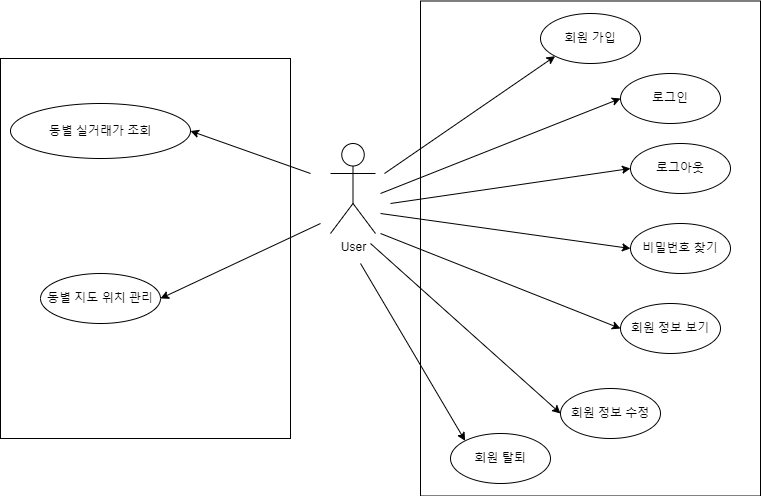 회원 가입
로그인
동별 실거래가 조회
로그아웃
User
비밀번호 찾기
동별 지도 위치 관리
회원 정보 보기
회원 정보 수정
회원 탈퇴